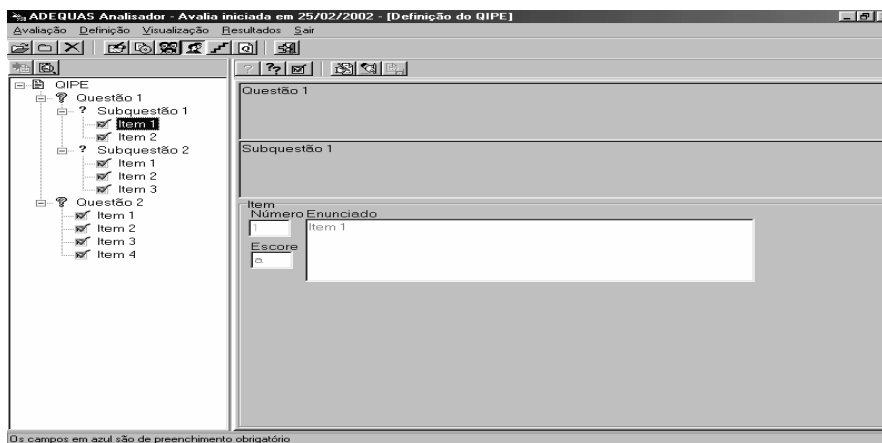 ADEQUAS Analisador - Avalia iniciada em 25/02/2002 - [Definição do QIPE]
Avaliação Definição Visualização Resultados Sair
QIPE
Questão 1
Subquestão 1
Item 1
Item 2
Subquestão 2
Item 1
Item 2
Item 3
Questão 2
Item 1
Item 2
Item 3
Item 4
Questão 1
Subquestão 1
Item
Número Enunciado
1 Item 1
Escore
a
Os campos em azul são de preenchimento obrigatório